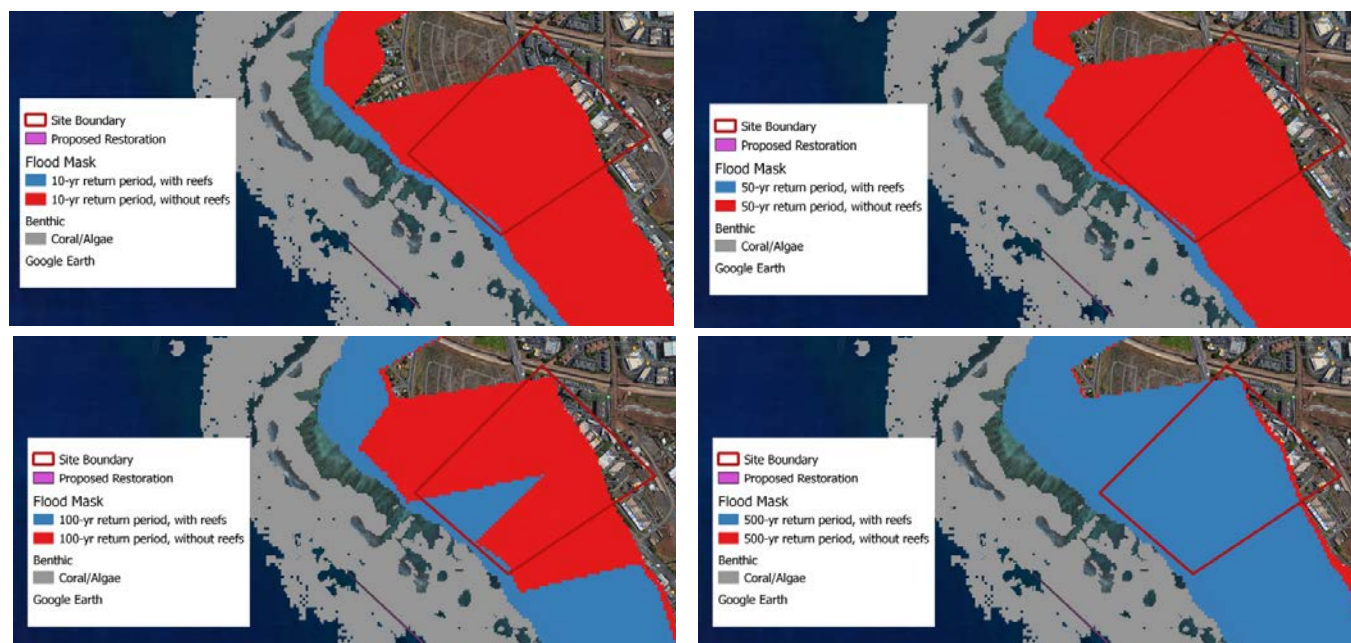 Site Boundary
Proposed Restoration
Flood Mask
10-yr return period, with reefs
10-yr return period, without reefs
Benthic
Coral/Algae
Google Earth
Site Boundary
Proposed Restoration
Flood Mask
50-yr return period, with reefs
50-yr return period, without reefs
Benthic
Coral/Algae
Google Earth
Site Boundary
Proposed Restoration
Flood Mask
100-yr return period, with reefs
100-yr return period, without reefs
Benthic
Coral/Algae
Google Earth
Site Boundary
Proposed Restoration
Flood Mask
500-yr return period, with reefs
500-yr return period, without reefs
Benthic
Coral/Algae
Google Earth